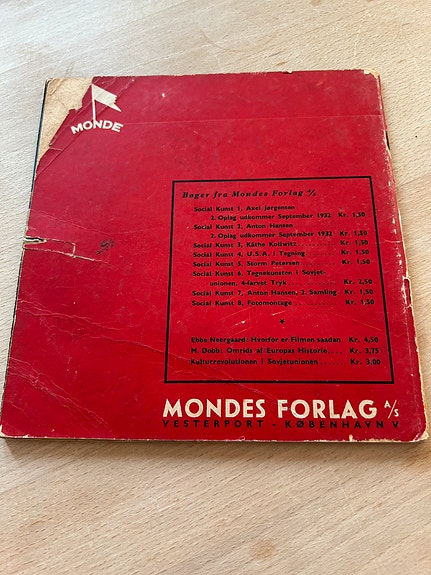 MONDE
Bøger fra Mondes Forlag A/S
Social Kunst 1, Axel Jørgensen
2. Oplag udkommer September 1932 Kr. 1,50
Social Kunst 2, Anton Hansen
2. Oplag udkommer September 1932 Kr. 1,50
Social Kunst 3, Käthe Kollwitz .......... Kr. 1,50
Social Kunst 4, U.S.A. i Tegning ....... Kr. 1,50
Social Kunst 5, Storm Petersen ....... Kr. 1,50
Social Kunst 6, Tegnekunsten i Sovjet-
unionen, 4-farvet Tryk .............. Kr. 2,50
Social Kunst 7, Anton Hansen, 2. Samling Kr. 1,50
Social Kunst 8, Fotomontage .......... Kr. 1,50
*
Ebbe Neergaard: Hvorfor er Filmen saadan Kr. 4,50
M. Dobb: Omrids af Europas Historie.... Kr. 3,75
Kulturrevolutionen i Sovjetunionen ...... Kr. 3,00
MONDES FORLAG A/S
VESTERPORT - KØBENHAVN V